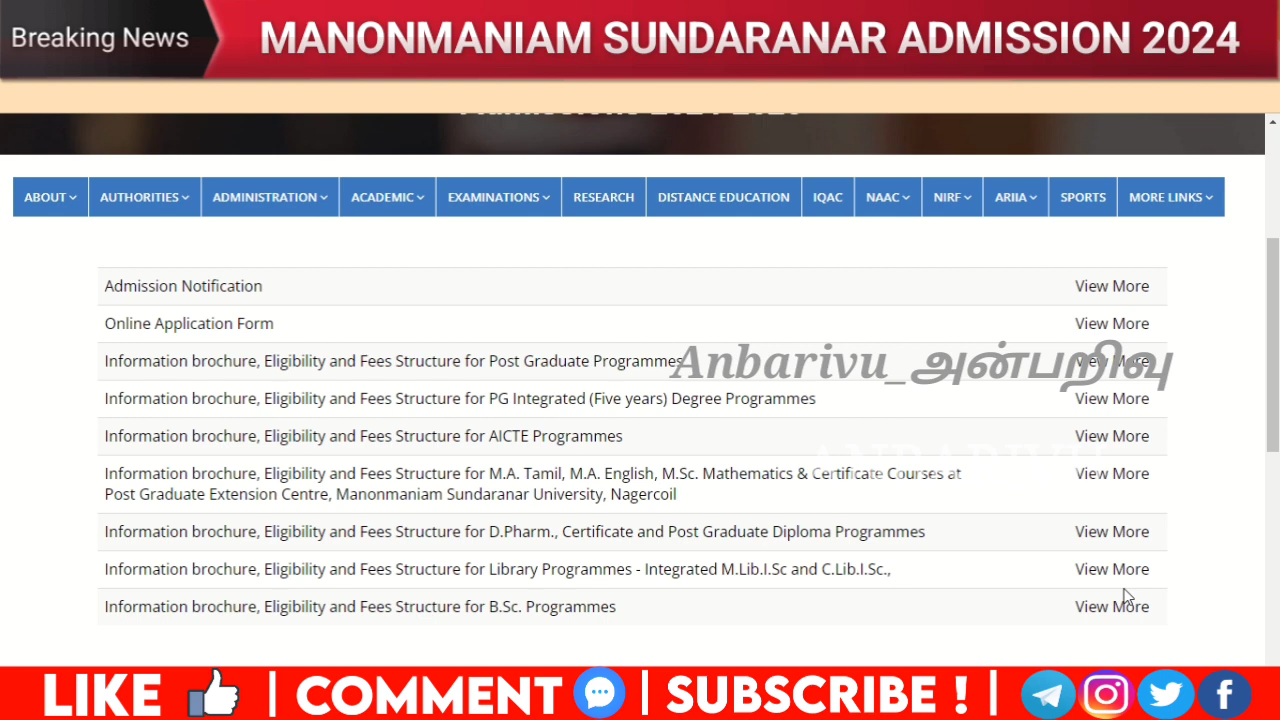 Breaking News
MANONMANIAM SUNDARANAR ADMISSION 2024
ABOUT
AUTHORITIES
ADMINISTRATION
ACADEMIC
EXAMINATIONS
RESEARCH
DISTANCE EDUCATION
IQAC
NAAC
NIRF
ARIIA
SPORTS
MORE LINKS
Admission Notification View More
Online Application Form View More
Information brochure, Eligibility and Fees Structure for Post Graduate Programmes View More
Anbarivu_அன்பறிவு
Information brochure, Eligibility and Fees Structure for PG Integrated (Five years) Degree Programmes View More
Information brochure, Eligibility and Fees Structure for AICTE Programmes View More
ANBARIVU
Information brochure, Eligibility and Fees Structure for M.A. Tamil, M.A. English, M.Sc. Mathematics & Certificate Courses at View More
Post Graduate Extension Centre, Manonmaniam Sundaranar University, Nagercoil
Information brochure, Eligibility and Fees Structure for D.Pharm., Certificate and Post Graduate Diploma Programmes View More
Information brochure, Eligibility and Fees Structure for Library Programmes - Integrated M.Lib.I.Sc and C.Lib.I.Sc., View More
Information brochure, Eligibility and Fees Structure for B.Sc. Programmes View More
LIKE | COMMENT | SUBSCRIBE ! |